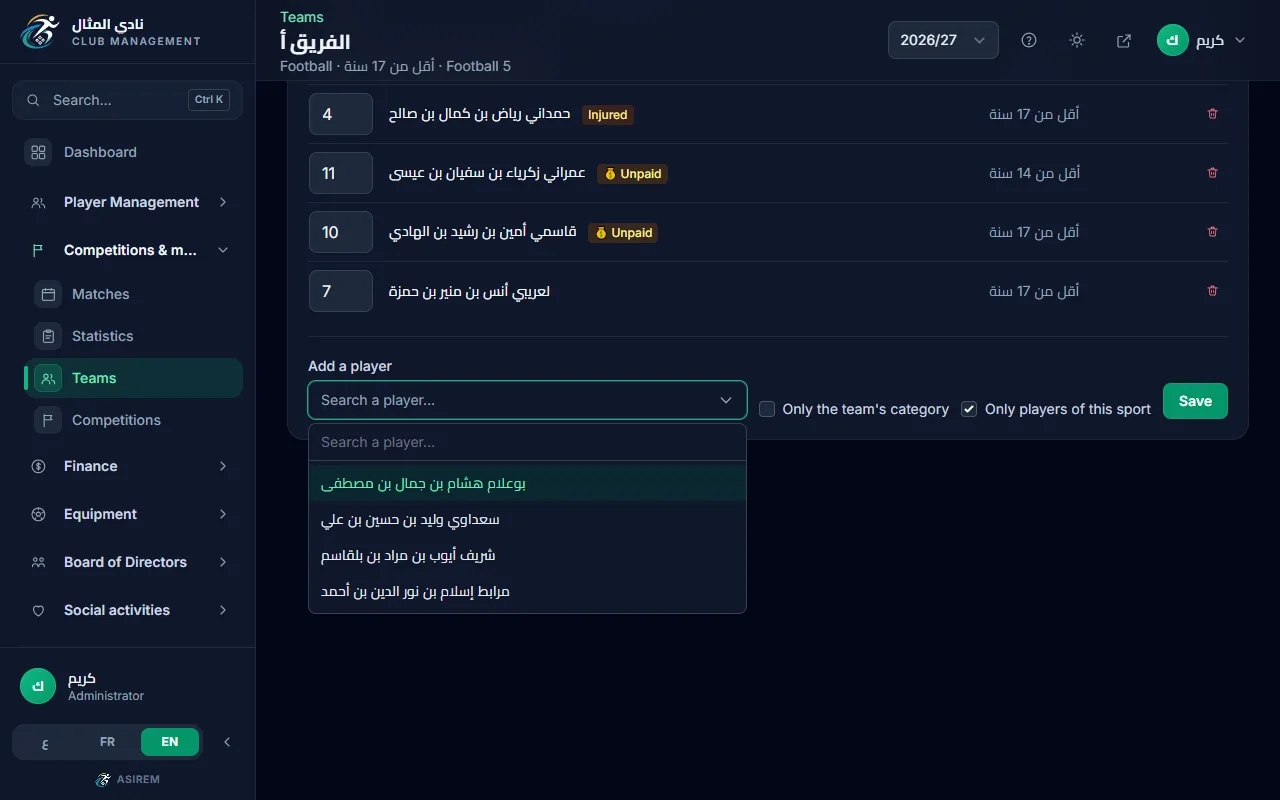 نادي المثال
CLUB MANAGEMENT
Search...
Ctrl K
Dashboard
Player Management
Competitions & m...
Matches
Statistics
Teams
Competitions
Finance
Equipment
Board of Directors
Social activities
ك
كريم
Administrator
ع
FR
EN
ASIREM
Teams
الفريق أ
Football · أقل من 17 سنة · Football 5
2026/27
ك
كريم
4
حمداني رياض بن كمال بن صالح
Injured
أقل من 17 سنة
11
عمراني زكرياء بن سفيان بن عيسى
Unpaid
أقل من 14 سنة
10
قاسمي أمين بن رشيد بن الهادي
Unpaid
أقل من 17 سنة
7
لعريبي أنس بن منير بن حمزة
أقل من 17 سنة
Add a player
Search a player...
Only the team's category
Only players of this sport
Save
Search a player...
بوعلام هشام بن جمال بن مصطفى
سعداوي وليد بن حسين بن علي
شريف أيوب بن مراد بن بلقاسم
مرابط إسلام بن نور الدين بن أحمد